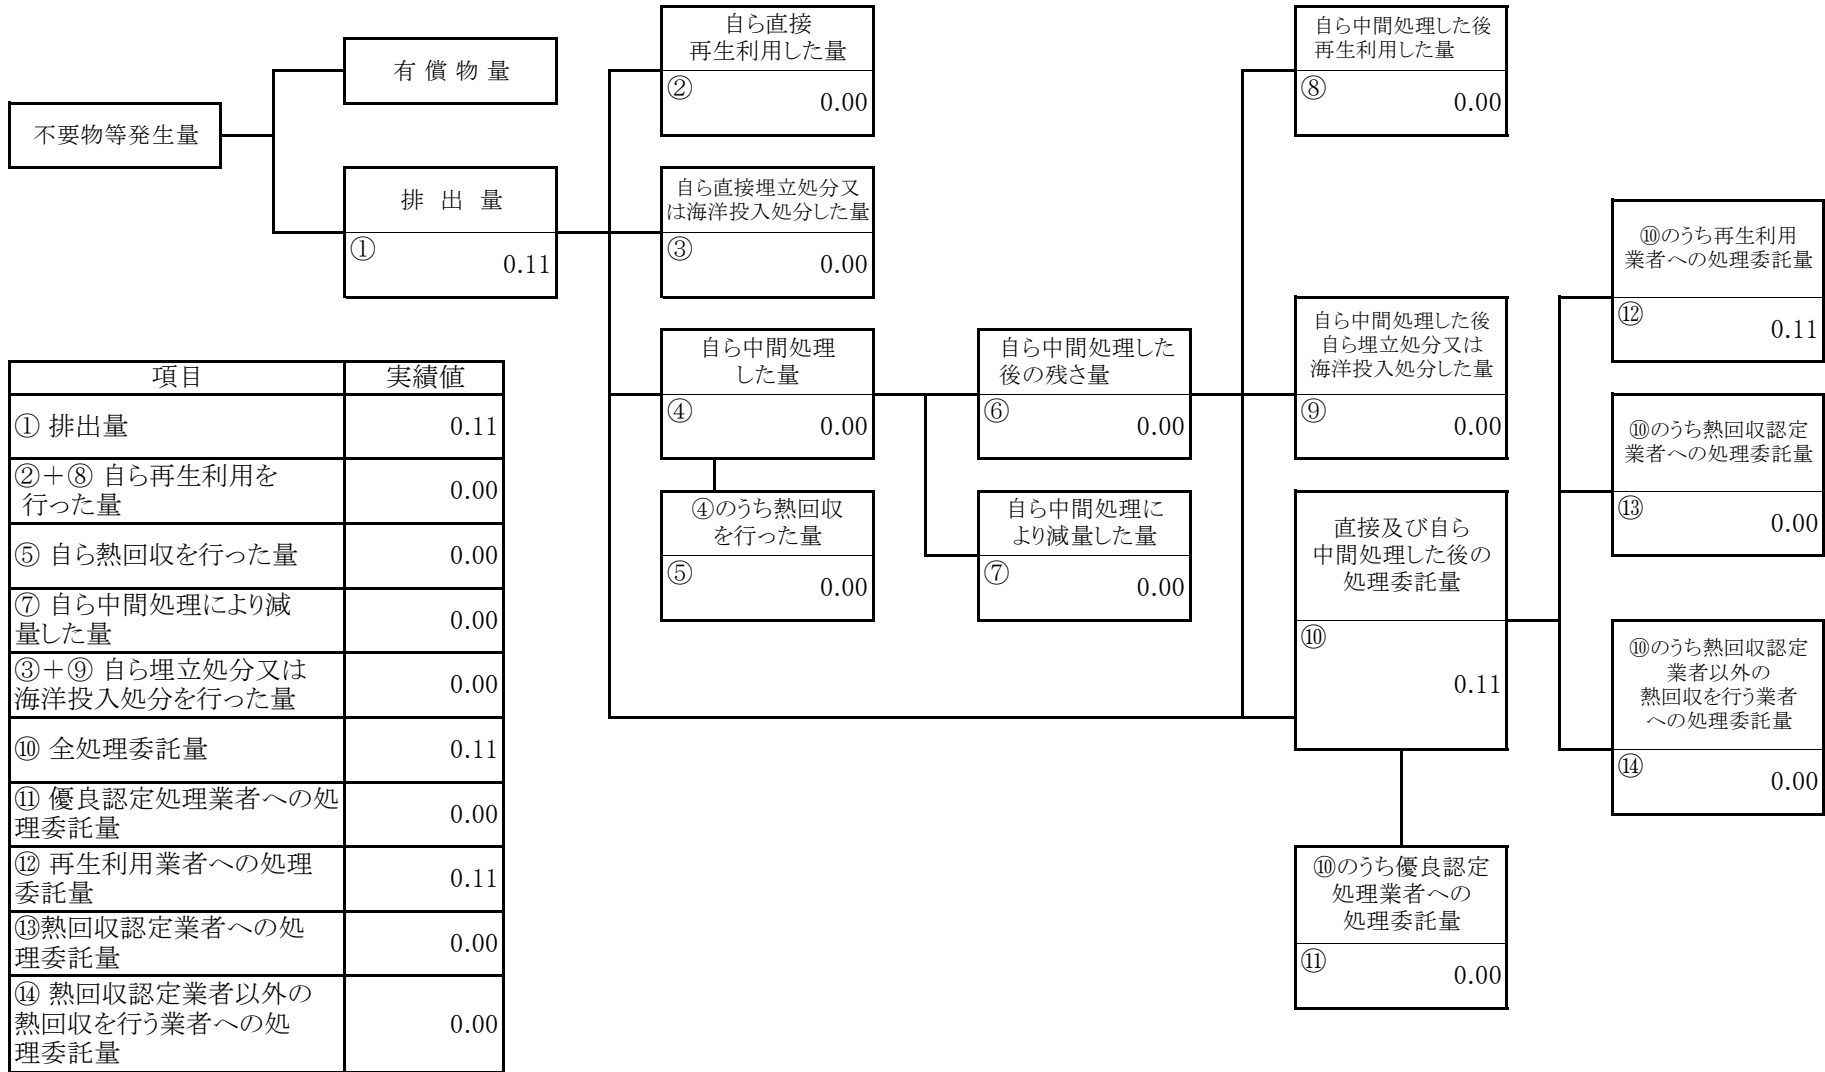 不要物等発生量
有 償 物 量
排 出 量
①
0.11
自ら直接
再生利用した量
②
0.00
自ら直接埋立処分又
は海洋投入処分した量
③
0.00
自ら中間処理
した量
④
0.00
④のうち熱回収
を行った量
⑤
0.00
自ら中間処理した
後の残さ量
⑥
0.00
自ら中間処理に
より減量した量
⑦
0.00
自ら中間処理した後
再生利用した量
⑧
0.00
自ら中間処理した後
自ら埋立処分又は
海洋投入処分した量
⑨
0.00
直接及び自ら
中間処理した後の
処理委託量
⑩
0.11
⑩のうち優良認定
処理業者への
処理委託量
⑪
0.00
⑩のうち再生利用
業者への処理委託量
⑫
0.11
⑩のうち熱回収認定
業者への処理委託量
⑬
0.00
⑩のうち熱回収認定
業者以外の
熱回収を行う業者
への処理委託量
⑭
0.00
項目 実績値
① 排出量 0.11
②＋⑧ 自ら再生利用を
行った量 0.00
⑤ 自ら熱回収を行った量 0.00
⑦ 自ら中間処理により減
量した量 0.00
③＋⑨ 自ら埋立処分又は
海洋投入処分を行った量 0.00
⑩ 全処理委託量 0.11
⑪ 優良認定処理業者への処
理委託量 0.00
⑫ 再生利用業者への処理
委託量 0.11
⑬熱回収認定業者への処
理委託量 0.00
⑭ 熱回収認定業者以外の
熱回収を行う業者への処
理委託量 0.00